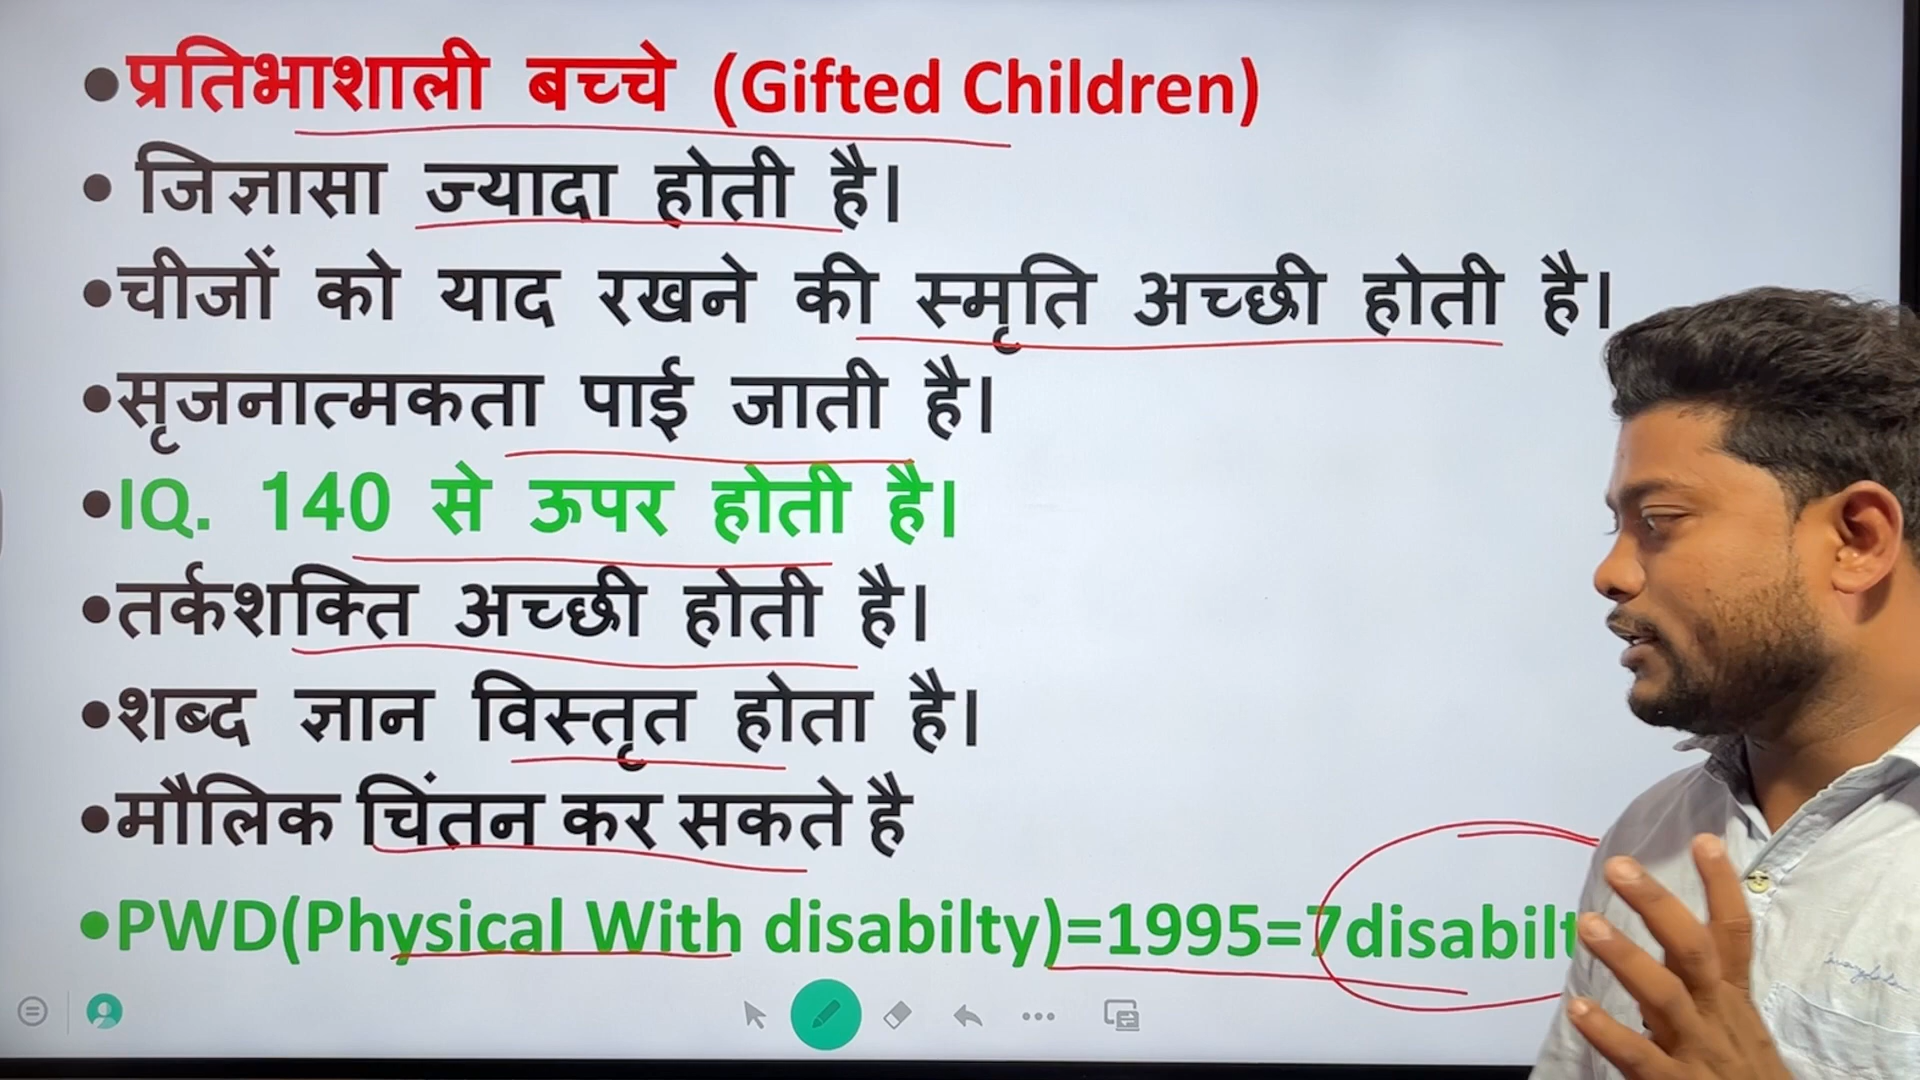 •प्रतिभाशाली बच्चे (Gifted Children)
• जिज्ञासा ज्यादा होती है।
•चीजों को याद रखने की स्मृति अच्छी होती है।
•सृजनात्मकता पाई जाती है।
•IQ. 140 से ऊपर होती है।
•तर्कशक्ति अच्छी होती है।
•शब्द ज्ञान विस्तृत होता है।
•मौलिक चिंतन कर सकते है
•PWD(Physical With disabilty)=1995=7disabilt